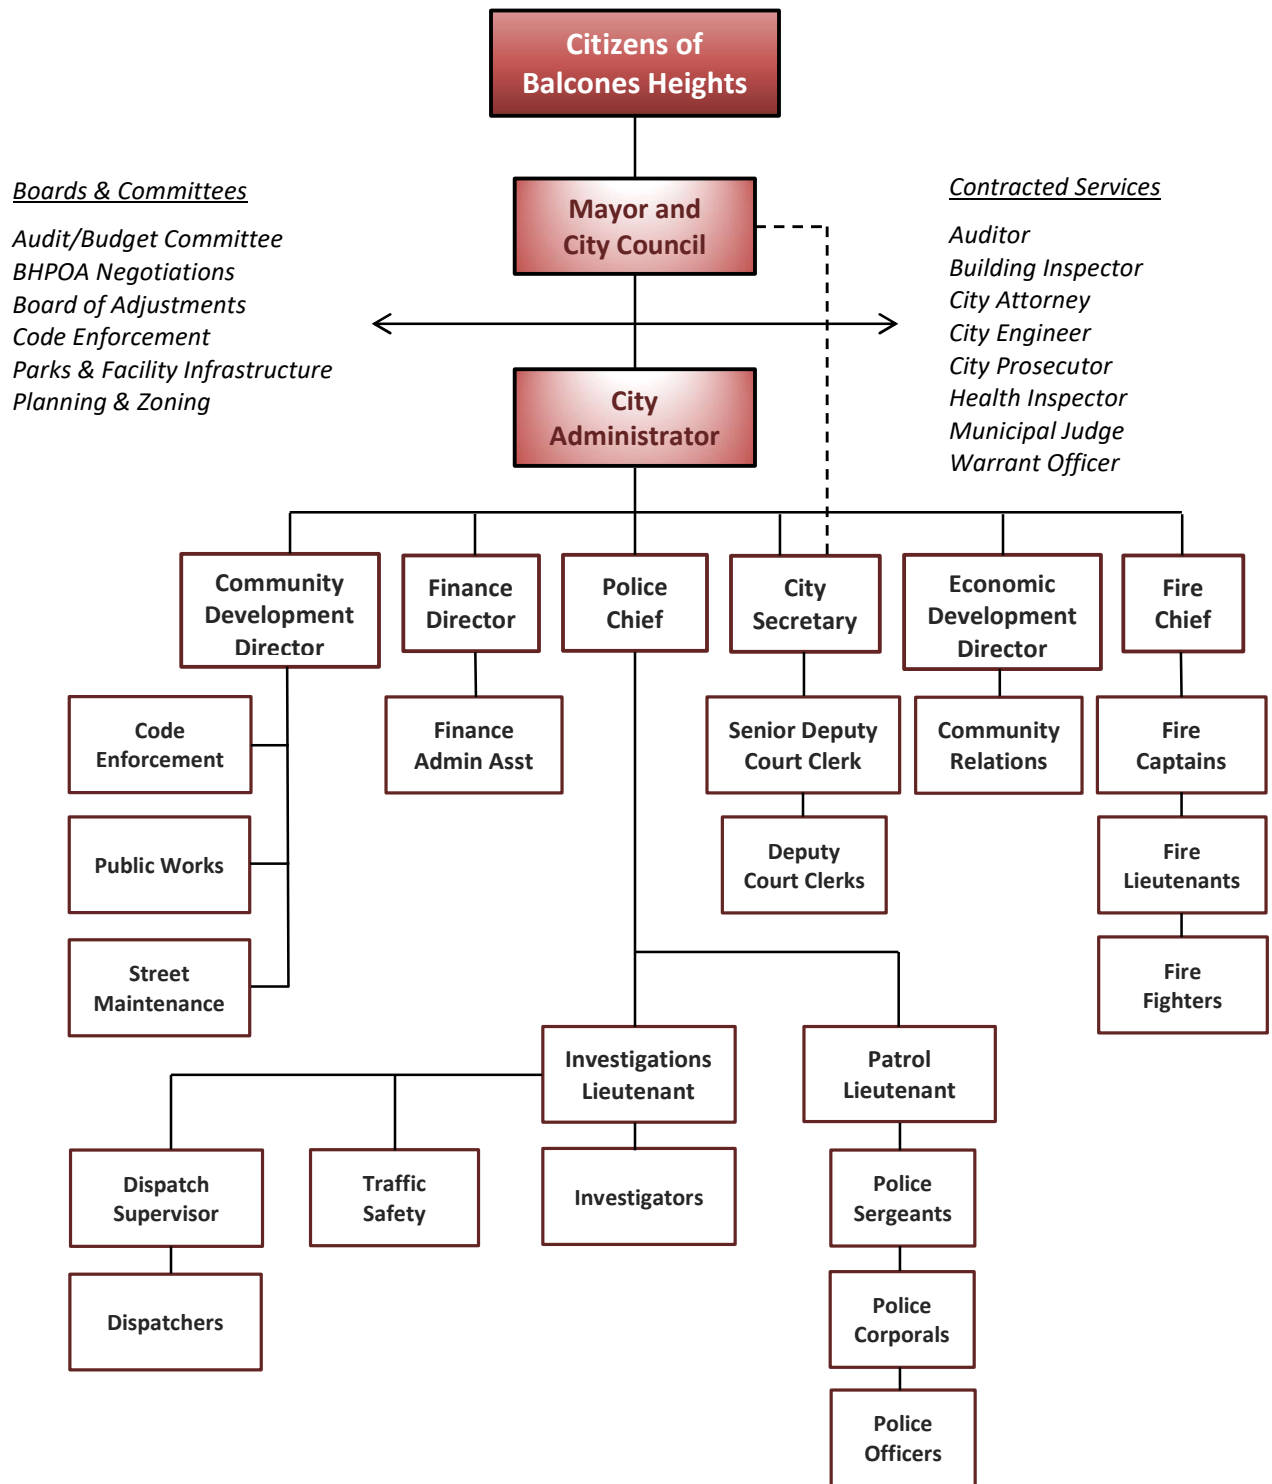 Citizens of
Balcones Heights
Boards & Committees
Audit/Budget Committee
BHPOA Negotiations
Board of Adjustments
Code Enforcement
Parks & Facility Infrastructure
Planning & Zoning
Mayor and
City Council
Contracted Services
Auditor
Building Inspector
City Attorney
City Engineer
City Prosecutor
Health Inspector
Municipal Judge
Warrant Officer
City
Administrator
Community
Development
Director
Finance
Director
Police
Chief
City
Secretary
Economic
Development
Director
Fire
Chief
Code
Enforcement
Finance
Admin Asst
Senior Deputy
Court Clerk
Community
Relations
Fire
Captains
Public Works
Deputy
Court Clerks
Fire
Lieutenants
Street
Maintenance
Fire
Fighters
Investigations
Lieutenant
Patrol
Lieutenant
Dispatch
Supervisor
Traffic
Safety
Investigators
Police
Sergeants
Dispatchers
Police
Corporals
Police
Officers